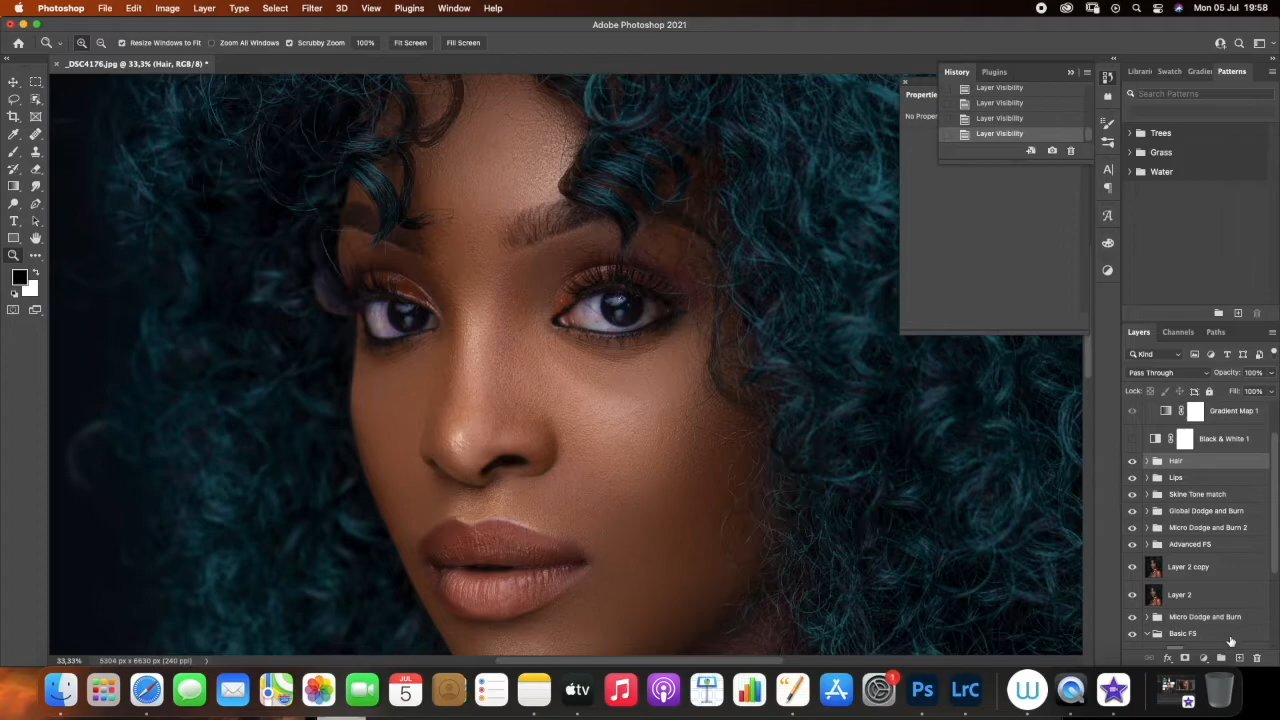 Photoshop File Edit Image Layer Type Select Filter 3D View Plugins Window Help Mon 05 Jul 19:58
Adobe Photoshop 2021
Resize Windows to Fit Zoom All Windows Scrubby Zoom 100% Fit Screen Fill Screen
_DSC4176.jpg @ 33,3% (Hair, RGB/8) *
History Plugins
Librari Swatch Gradier Patterns
Layer Visibility
Search Patterns
Propertie
Layer Visibility
No Proper
Layer Visibility
Layer Visibility
Trees
Grass
Water
Layers Channels Paths
Kind
Pass Through Opacity: 100%
Lock: Fill: 100%
Gradient Map 1
Black & White 1
Hair
Lips
Skine Tone match
Global Dodge and Burn
Micro Dodge and Burn 2
Advanced FS
Layer 2 copy
Layer 2
Micro Dodge and Burn
Basic FS
33,33% 5304 px x 6630 px (240 ppi)
JUL
5
tv
1
Ps
LrC
W